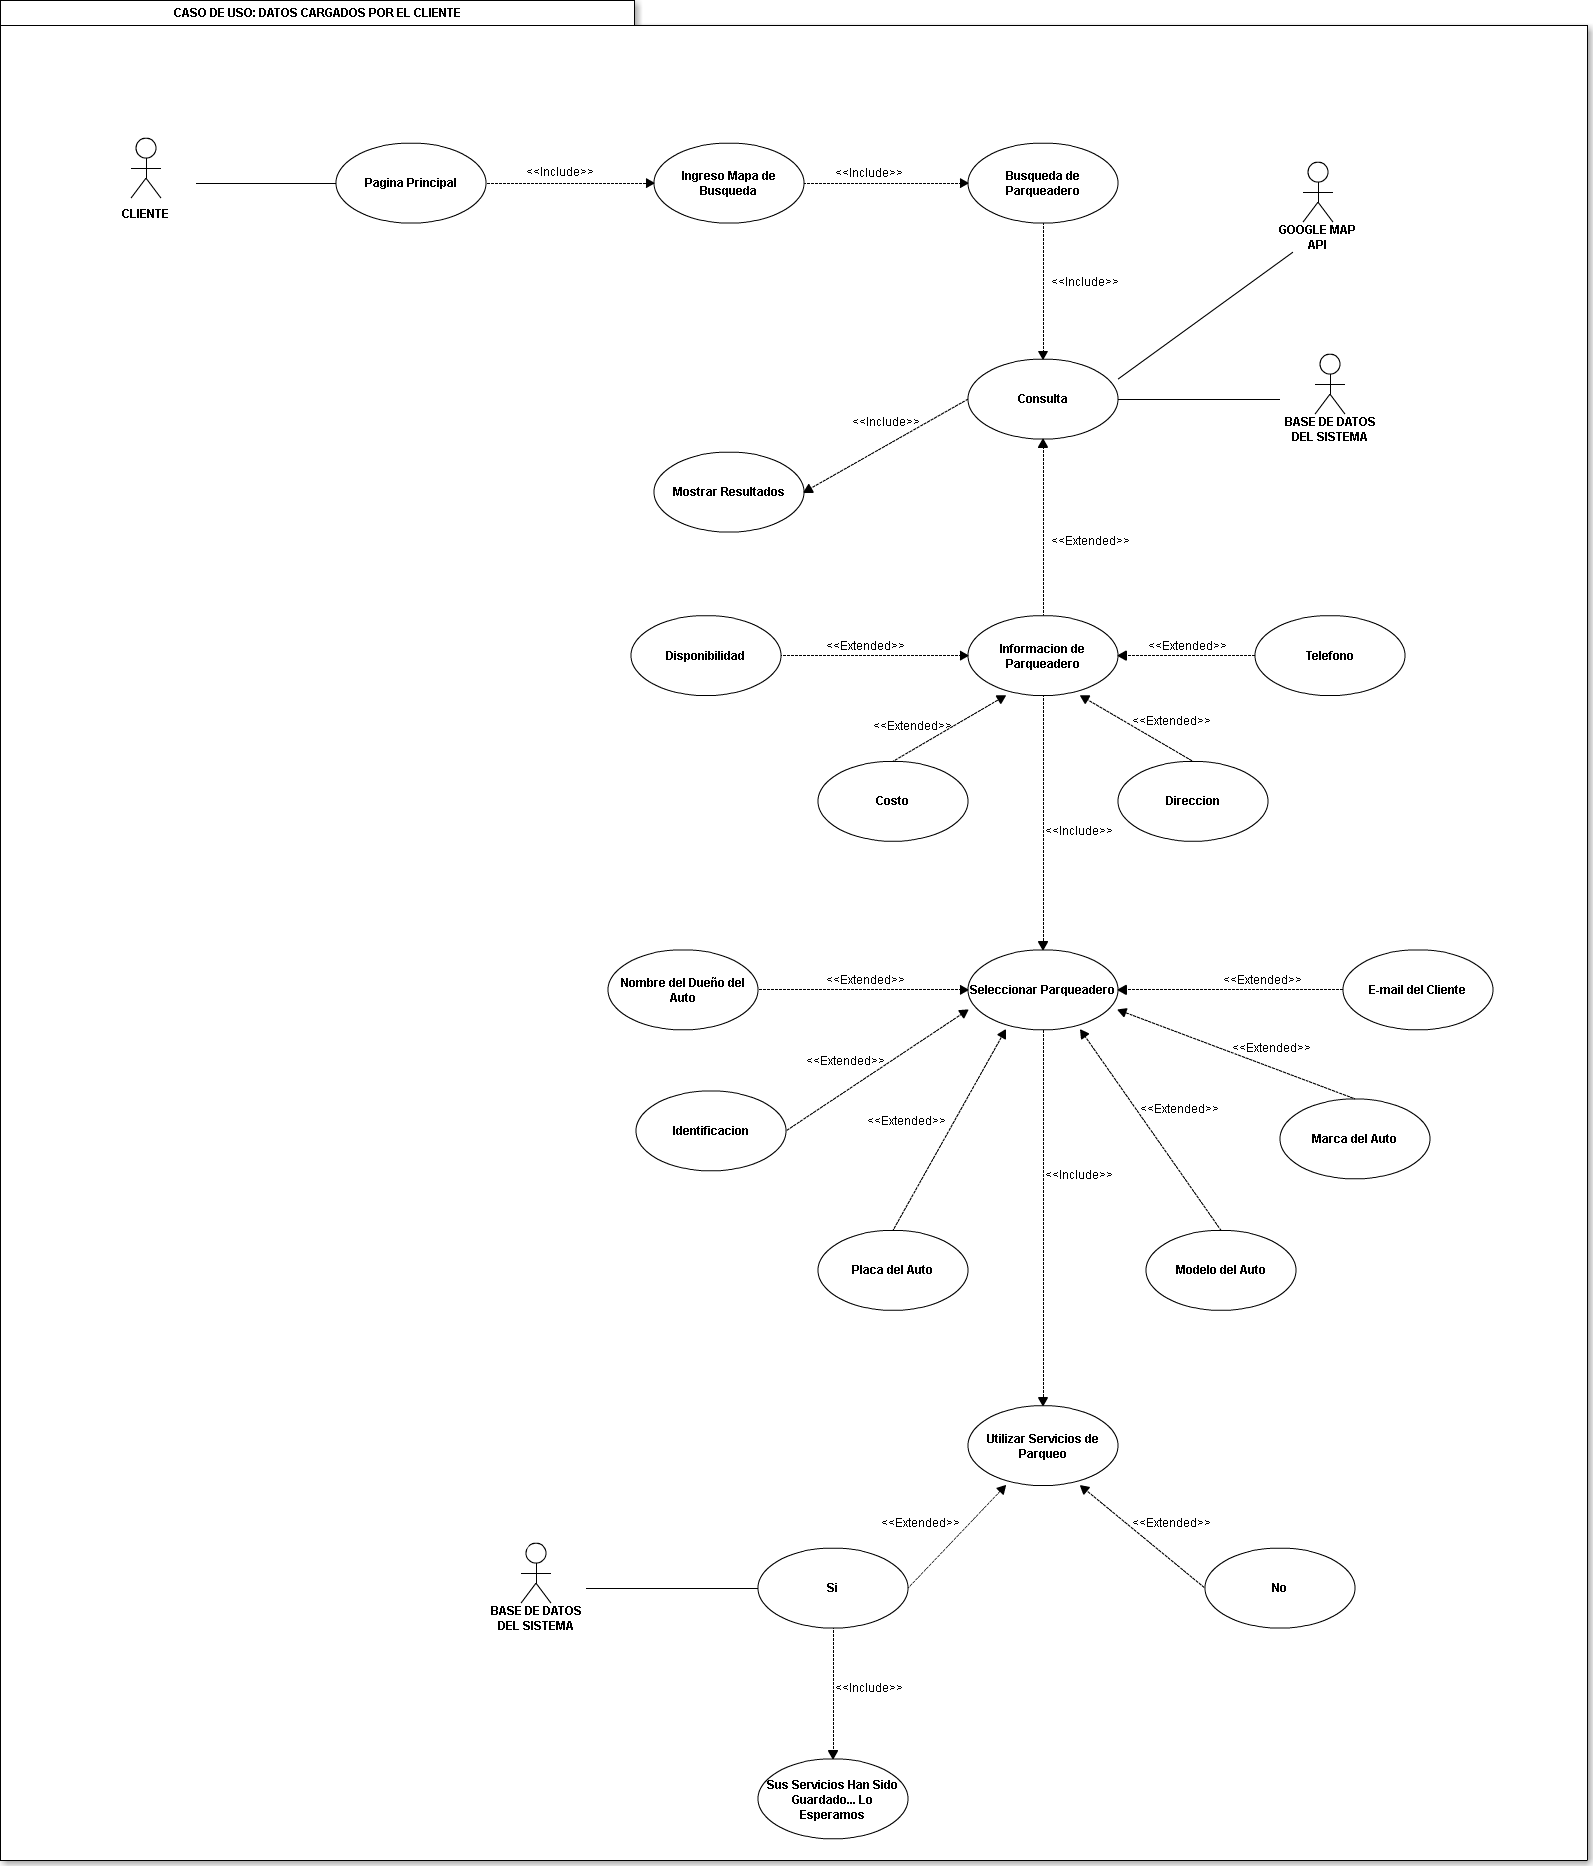 CASO DE USO: DATOS CARGADOS POR EL CLIENTE
CLIENTE
Pagina Principal
<<Include>>
Ingreso Mapa de
Busqueda
<<Include>>
Busqueda de
Parqueadero
GOOGLE MAP
API
<<Include>>
Consulta
BASE DE DATOS
DEL SISTEMA
<<Include>>
Mostrar Resultados
<<Extended>>
Disponibilidad
<<Extended>>
Informacion de
Parqueadero
<<Extended>>
Telefono
<<Extended>>
<<Extended>>
Costo
Direccion
<<Include>>
Nombre del Dueño del
Auto
<<Extended>>
Seleccionar Parqueadero
<<Extended>>
E-mail del Cliente
<<Extended>>
<<Extended>>
Identificacion
<<Extended>>
<<Extended>>
Marca del Auto
<<Include>>
Placa del Auto
Modelo del Auto
Utilizar Servicios de
Parqueo
<<Extended>>
<<Extended>>
BASE DE DATOS
DEL SISTEMA
Si
No
<<Include>>
Sus Servicios Han Sido
Guardado... Lo
Esperamos